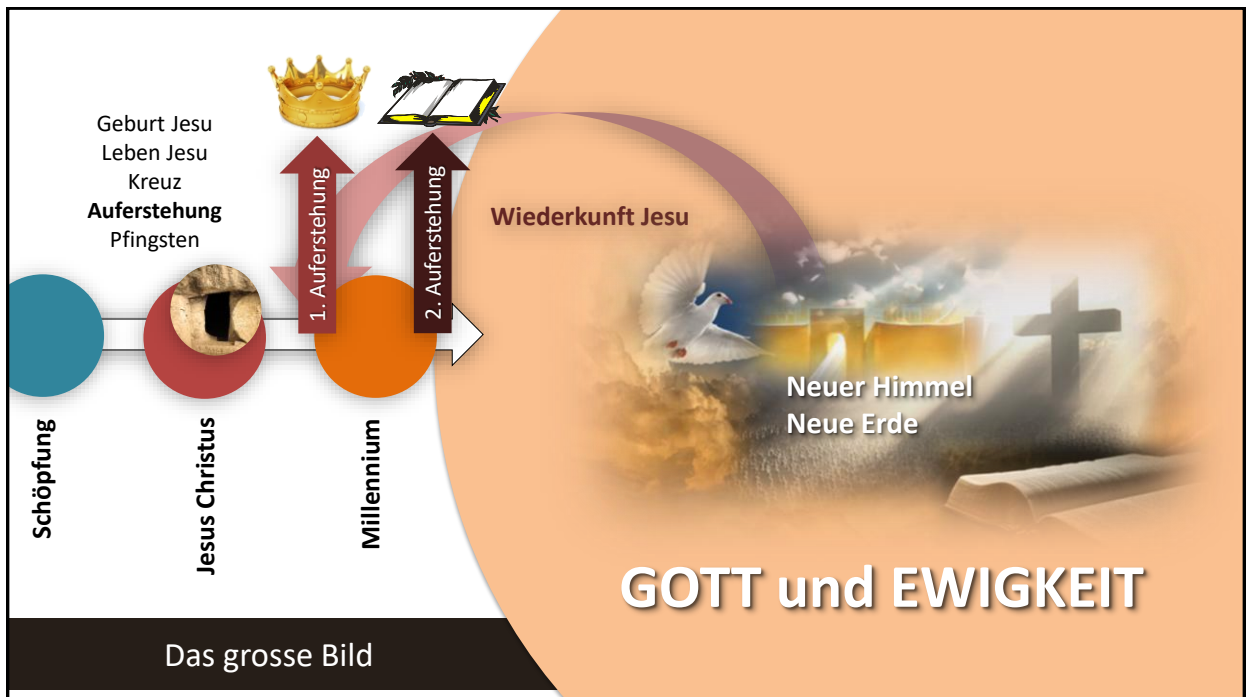 Geburt Jesu
Leben Jesu
Kreuz
Auferstehung
Pfingsten
1. Auferstehung
2. Auferstehung
Wiederkunft Jesu
Schöpfung
Jesus Christus
Millennium
Neuer Himmel
Neue Erde
GOTT und EWIGKEIT
Das grosse Bild